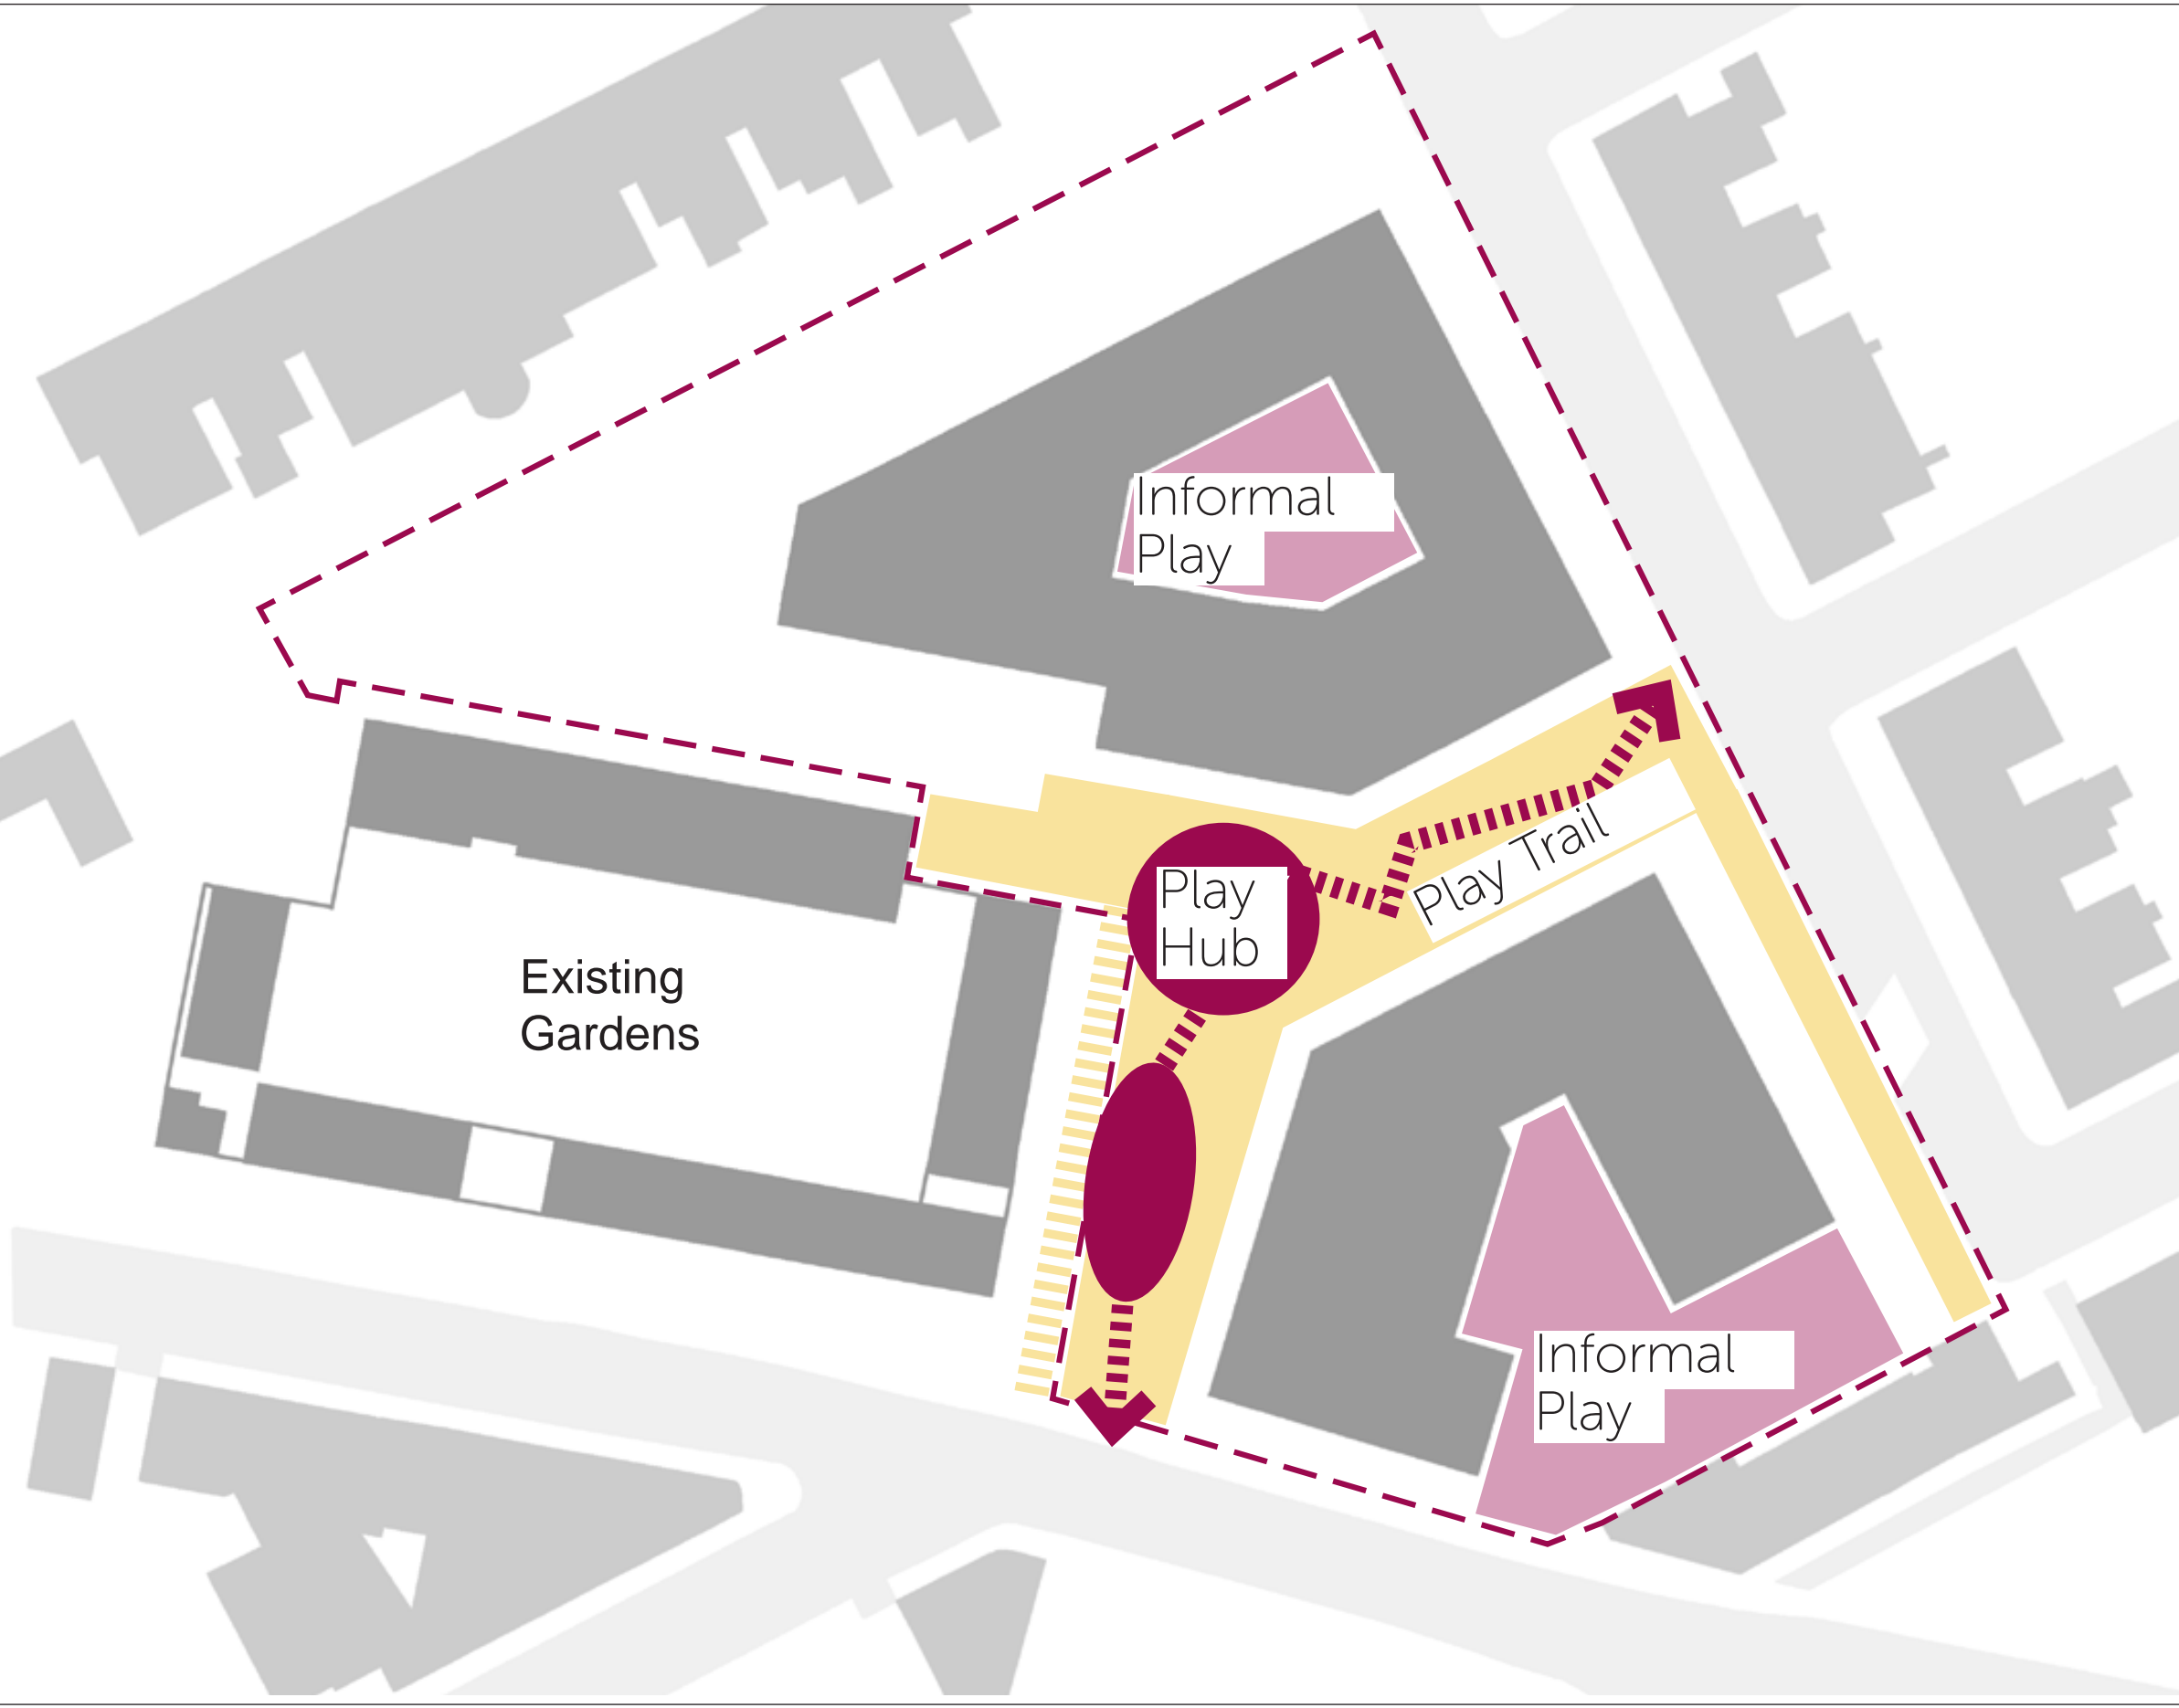 Informal
Play
Play
Hub
Play Trail
Existing
Gardens
Informal
Play